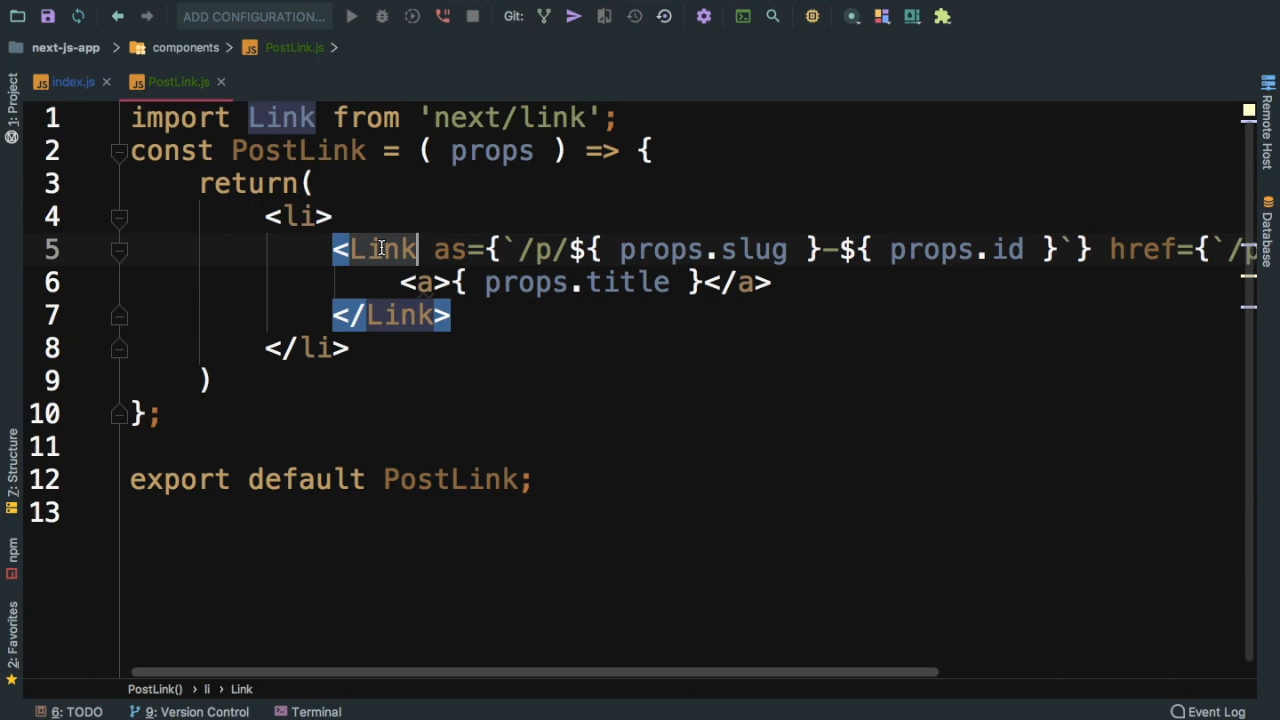 ADD CONFIGURATION...
Git:
next-js-app
components
PostLink.js
index.js
PostLink.js
1: Project
Remote Host
Database
1 import Link from 'next/link';
2 const PostLink = ( props ) => {
3 return(
4 <li>
5 <Link as={`/p/${ props.slug }-${ props.id }`} href={`/p
6 <a>{ props.title }</a>
7 </Link>
8 </li>
9 )
10 };
11
12 export default PostLink;
13
Z: Structure
npm
2: Favorites
PostLink() li Link
6: TODO
9: Version Control
Terminal
Event Log